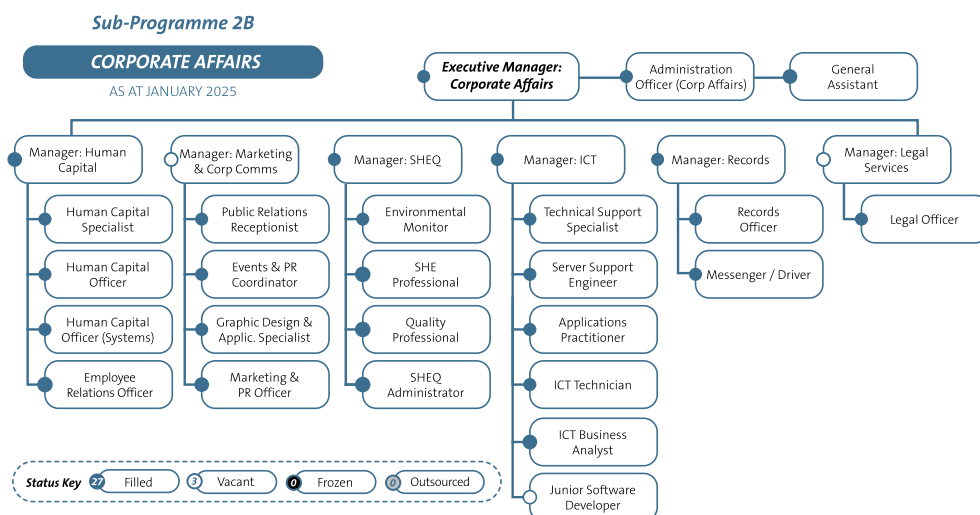 Sub-Programme 2B
CORPORATE AFFAIRS
AS AT JANUARY 2025
Executive Manager:
Corporate Affairs
Administration
Officer (Corp Affairs)
General
Assistant
Manager: Human
Capital
Manager: Marketing
& Corp Comms
Manager: SHEQ
Manager: ICT
Manager: Records
Manager: Legal
Services
Human Capital
Specialist
Human Capital
Officer
Human Capital
Officer (Systems)
Employee
Relations Officer
Public Relations
Receptionist
Events & PR
Coordinator
Graphic Design &
Applic. Specialist
Marketing &
PR Officer
Environmental
Monitor
SHE
Professional
Quality
Professional
SHEQ
Administrator
Technical Support
Specialist
Server Support
Engineer
Applications
Practitioner
ICT Technician
ICT Business
Analyst
Junior Software
Developer
Records
Officer
Messenger / Driver
Legal Officer
Status Key
27 Filled
3 Vacant
0 Frozen
0 Outsourced